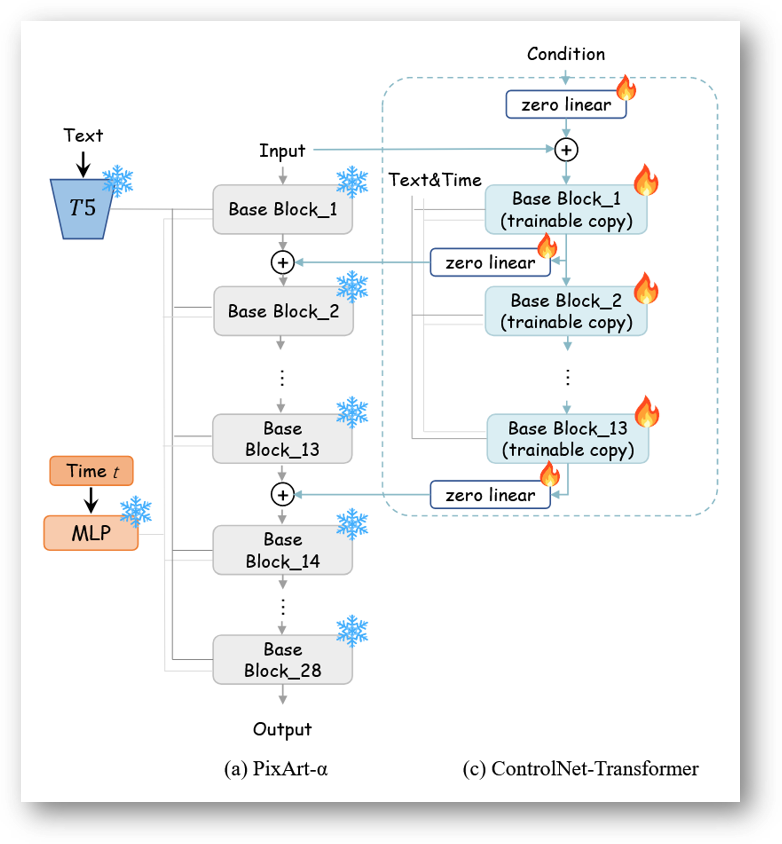 Condition
zero linear
Text
Input
T5
Text&Time
Base Block_1
Base Block_1
(trainable copy)
zero linear
Base Block_2
Base Block_2
(trainable copy)
⋮
⋮
Base
Block_13
Base Block_13
(trainable copy)
Time t
zero linear
MLP
Base
Block_14
⋮
Base
Block_28
Output
(a) PixArt-α
(c) ControlNet-Transformer